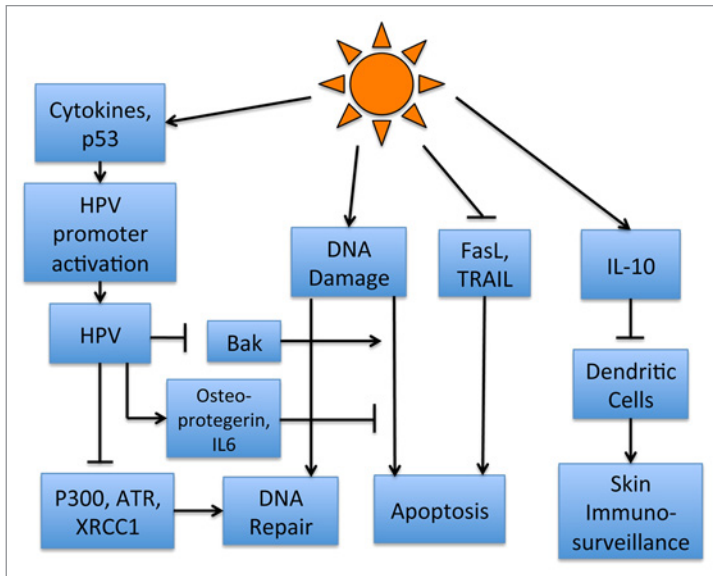 Cytokines,
p53
HPV
promoter
activation
HPV
Bak
Osteo-
protegerin,
IL6
P300, ATR,
XRCC1
DNA
Repair
DNA
Damage
FasL,
TRAIL
Apoptosis
IL-10
Dendritic
Cells
Skin
Immuno-
surveillance